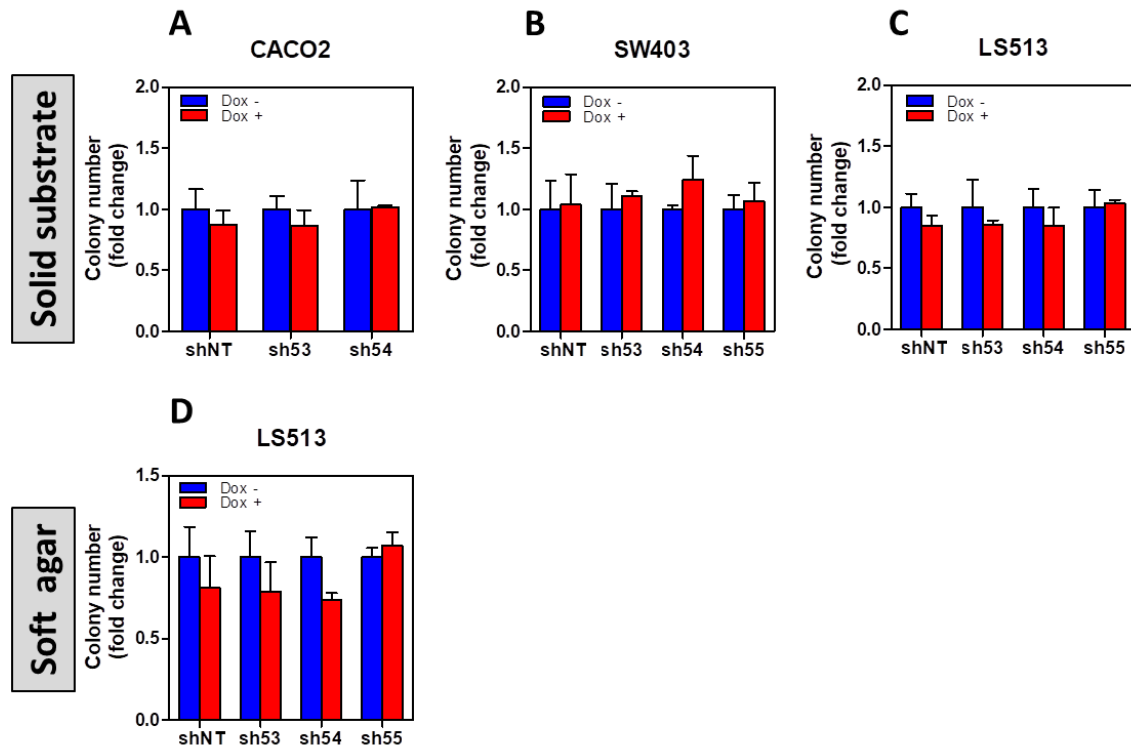 A
CACO2
Solid substrate
Colony number
(fold change)
2.0
1.5
1.0
0.5
0.0
Dox -
Dox +
shNT sh53 sh54
B
SW403
Colony number
(fold change)
2.0
1.5
1.0
0.5
0.0
Dox -
Dox +
shNT sh53 sh54 sh55
C
LS513
Colony number
(fold change)
2.0
1.5
1.0
0.5
0.0
Dox -
Dox +
shNT sh53 sh54 sh55
D
LS513
Soft agar
Colony number
(fold change)
1.5
1.0
0.5
0.0
Dox -
Dox +
shNT sh53 sh54 sh55